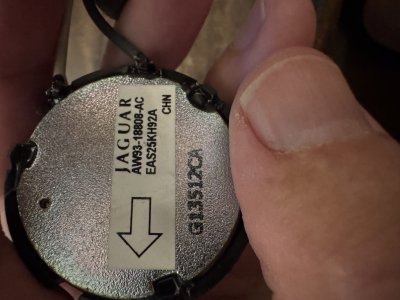 JAGUAR
AW93-18808-AC
EAS25KH92A
CHN
G13512CA